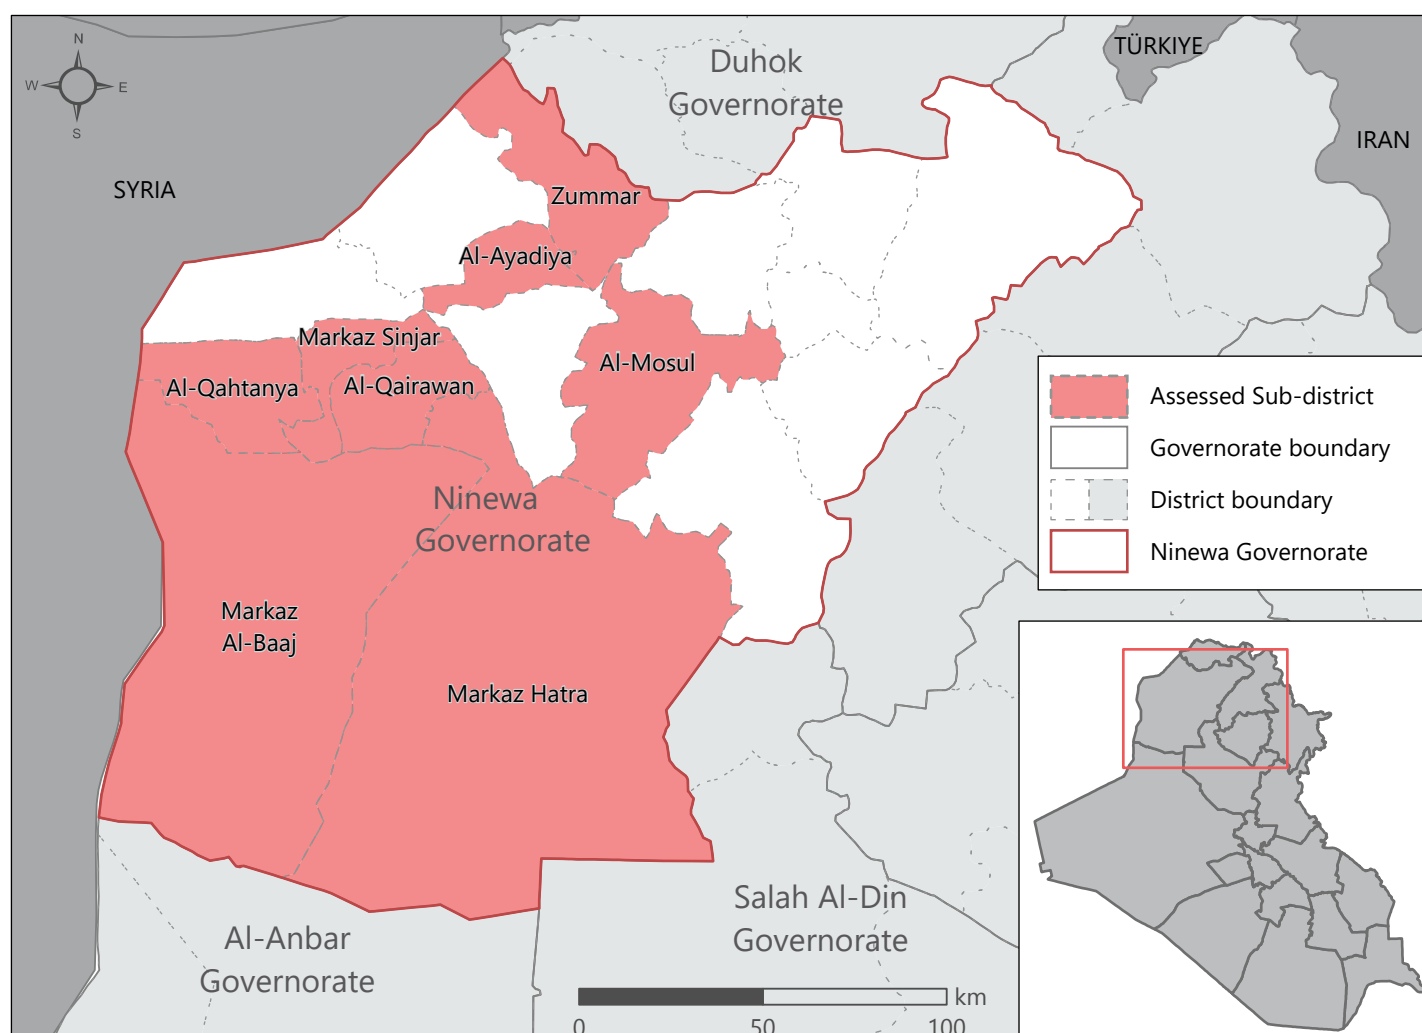 N
W
E
S
Duhok
Governorate
TÜRKIYE
IRAN
SYRIA
Zummar
Al-Ayadiya
Markaz Sinjar
Al-Mosul
Al-Qahtanya
Al-Qairawan
Ninewa
Governorate
Markaz
Al-Baaj
Markaz Hatra
Al-Anbar
Governorate
Salah Al-Din
Governorate
Assessed Sub-district
Governorate boundary
District boundary
Ninewa Governorate
km
0
50
100